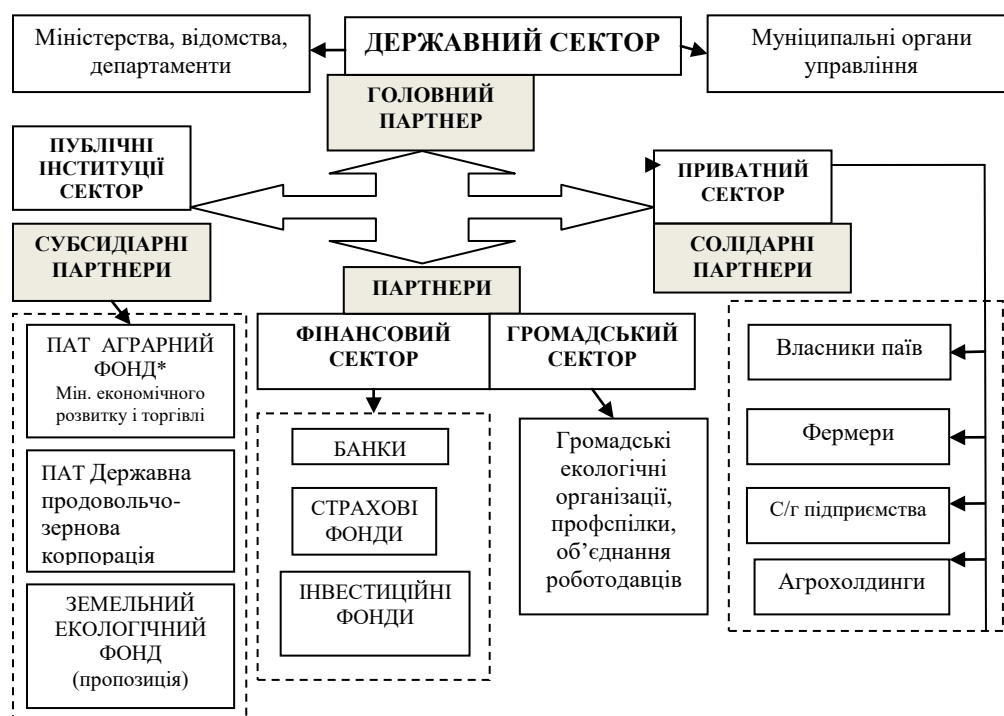 Міністерства, відомства,
департаменти
ДЕРЖАВНИЙ СЕКТОР
Муніципальні органи
управління
ГОЛОВНИЙ
ПАРТНЕР
ПУБЛІЧНІ
ІНСТИТУЦІЇ
СЕКТОР
ПРИВАТНИЙ
СЕКТОР
СУБСИДІАРНІ
ПАРТНЕРИ
СОЛІДАРНІ
ПАРТНЕРИ
ПАРТНЕРИ
ФІНАНСОВИЙ
СЕКТОР
ГРОМАДСЬКИЙ
СЕКТОР
ПАТ АГРАРНИЙ
ФОНД*
Мін. економічного
розвитку і торгівлі
ПАТ Державна
продовольчо-
зернова
корпорація
ЗЕМЕЛЬНИЙ
ЕКОЛОГІЧНИЙ
ФОНД
(пропозиція)
БАНКИ
СТРАХОВІ
ФОНДИ
ІНВЕСТИЦІЙНІ
ФОНДИ
Громадські
екологічні
організації,
профспілки,
об’єднання
роботодавців
Власники паїв
Фермери
С/г підприємства
Агрохолдинги